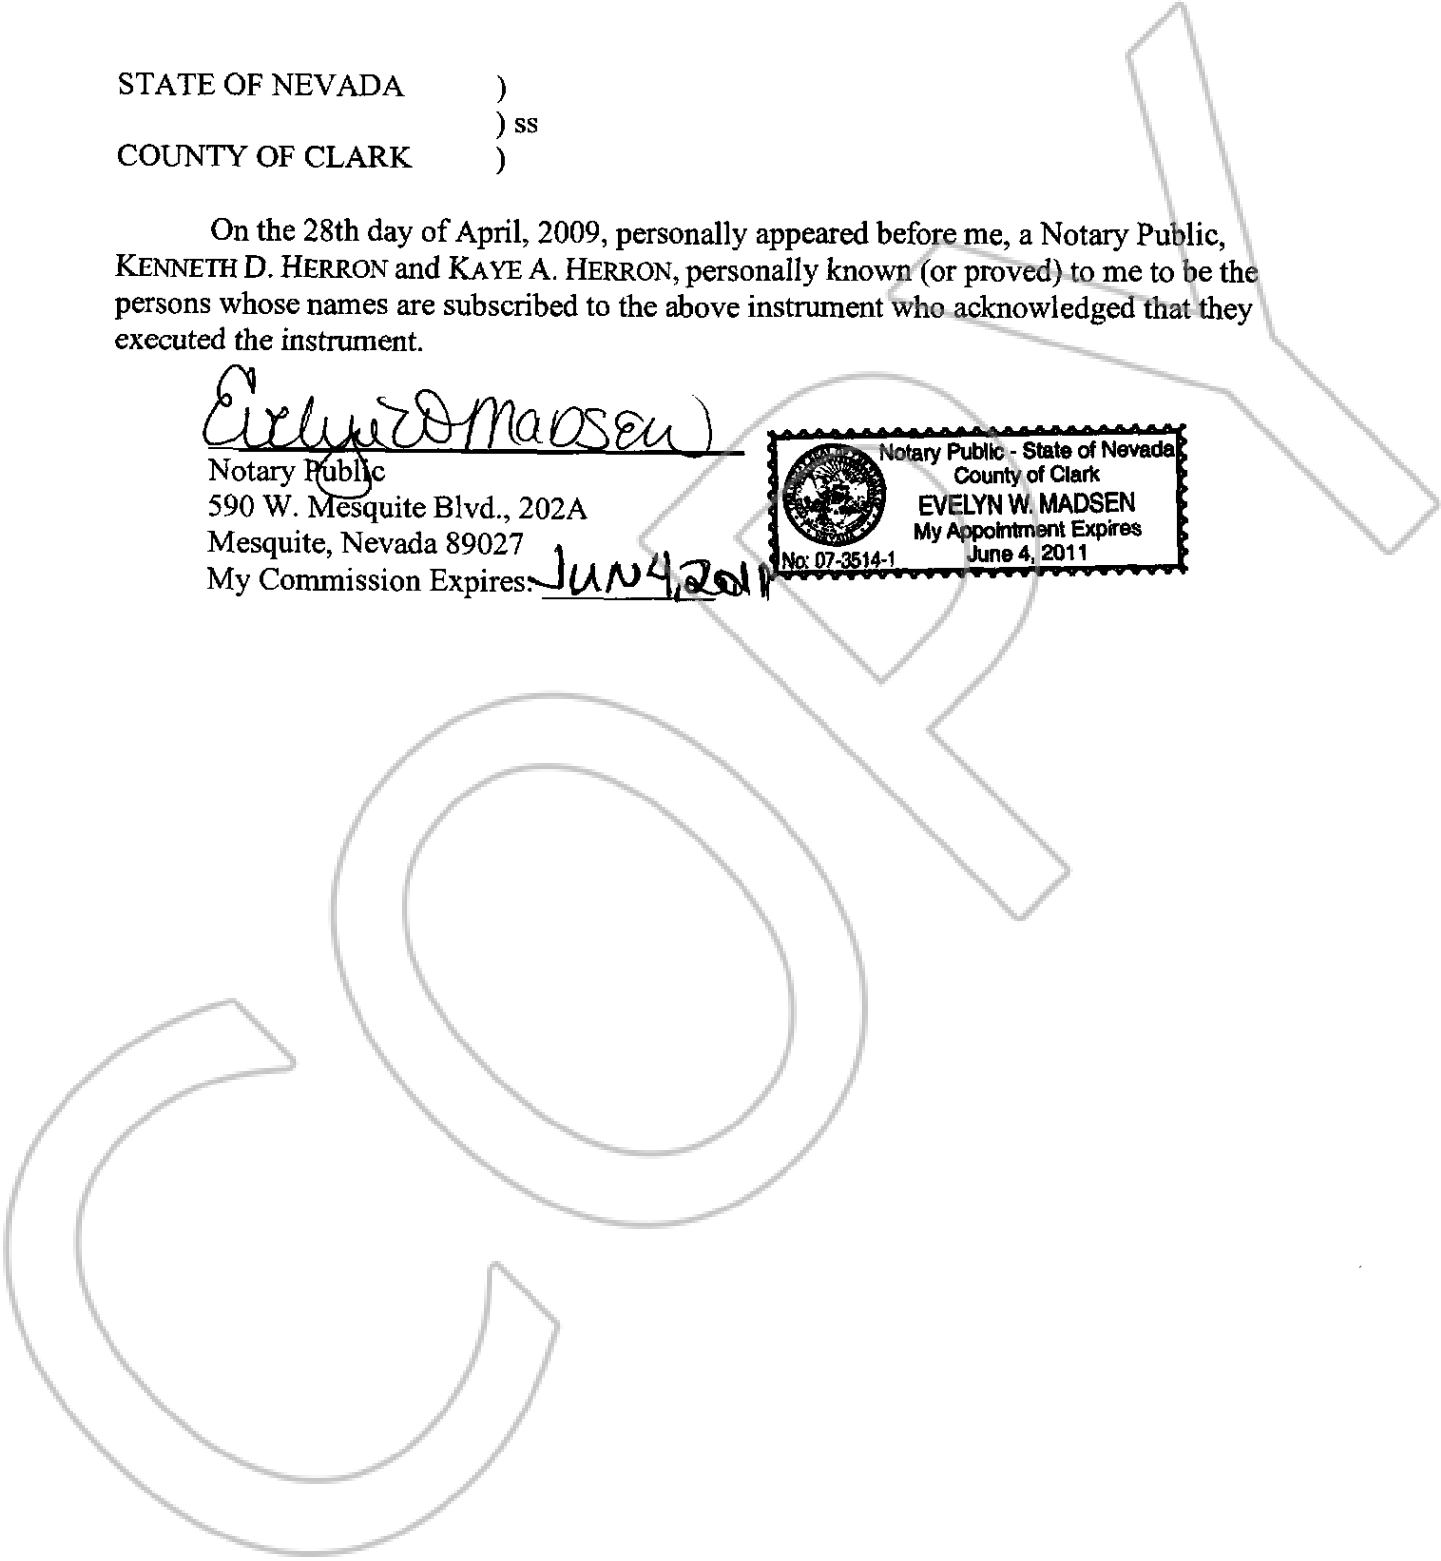 STATE OF NEVADA )
) ss
COUNTY OF CLARK )
On the 28th day of April, 2009, personally appeared before me, a Notary Public,
KENNETH D. HERRON and KAYE A. HERRON, personally known (or proved) to me to be the
persons whose names are subscribed to the above instrument who acknowledged that they
executed the instrument.
Evelyn W Madsen
Notary Public
590 W. Mesquite Blvd., 202A
Mesquite, Nevada 89027
My Commission Expires: JUN 4, 2011
Notary Public - State of Nevada
County of Clark
EVELYN W. MADSEN
My Appointment Expires
No: 07-3514-1 June 4, 2011
COPY